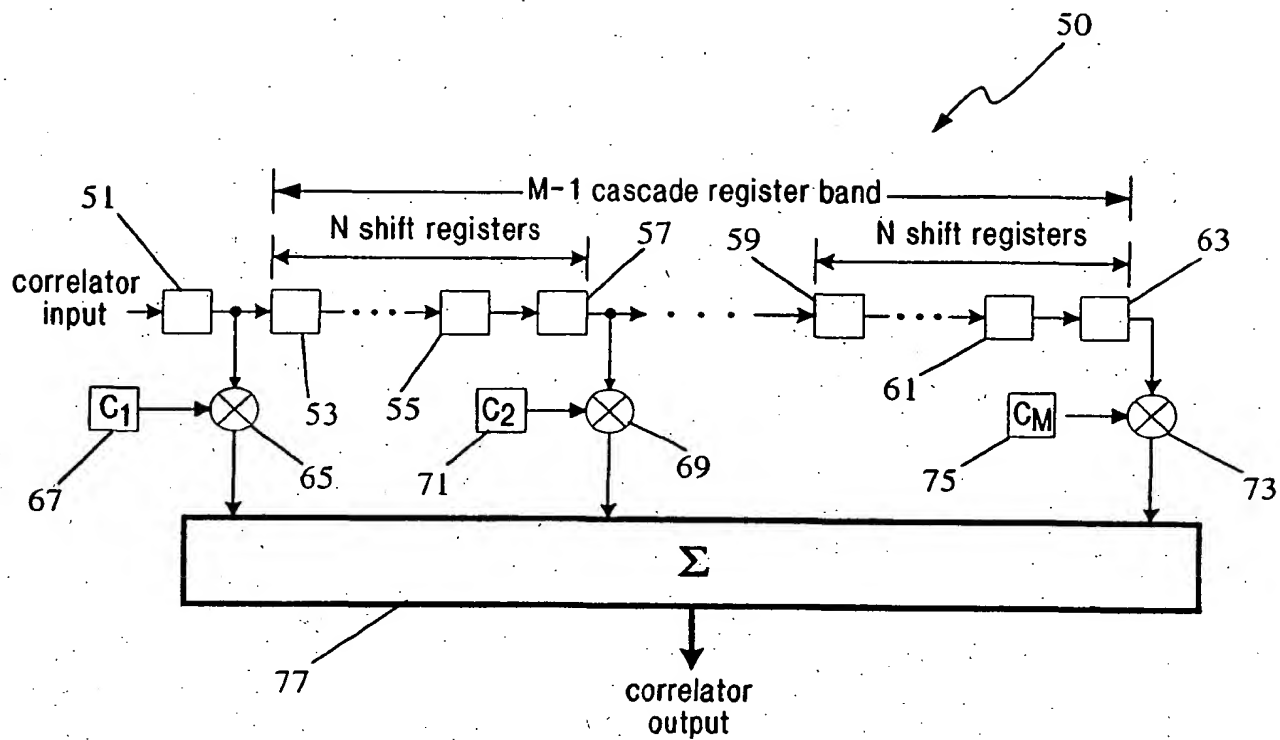 50
M-1 cascade register band
51
N shift registers
57
59
N shift registers
63
correlator
input
53
55
61
C1
C2
CM
67
65
71
69
75
73
Σ
77
correlator
output